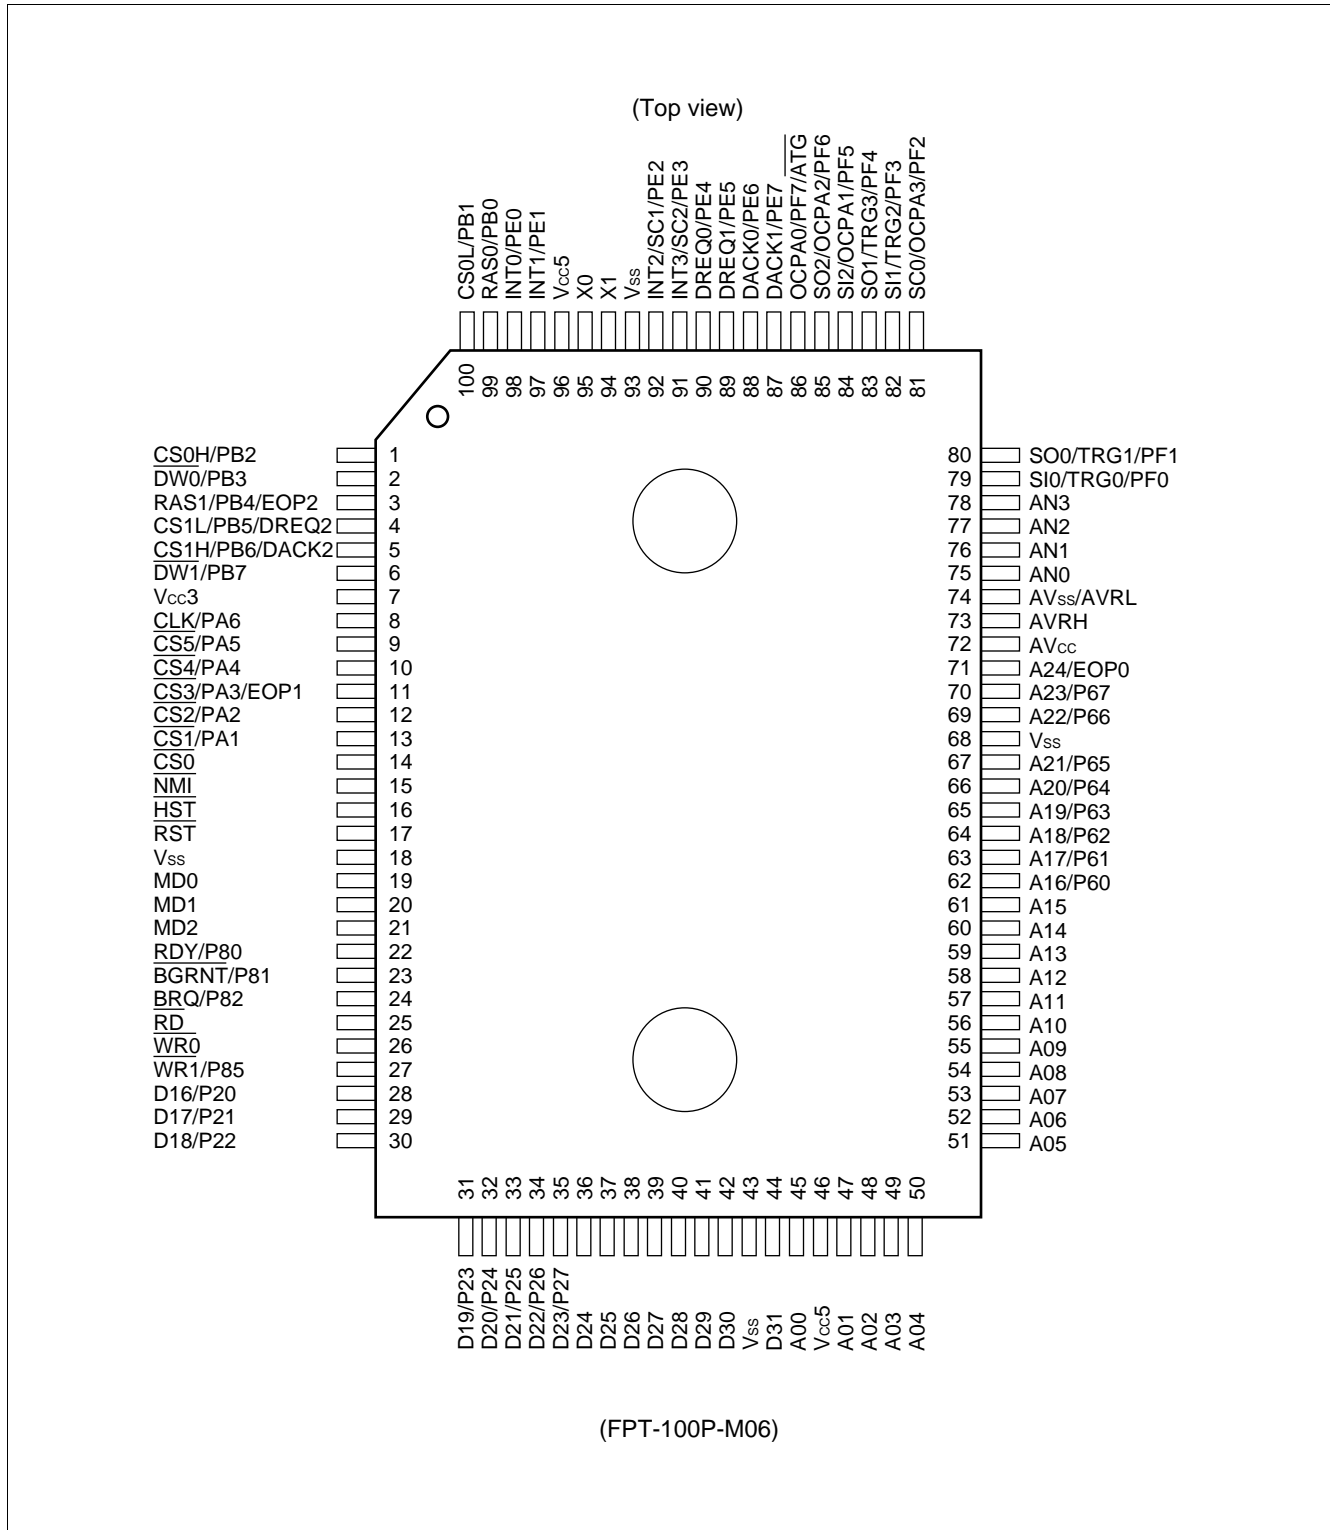 (Top view)
CS0L/PB1
RAS0/PB0
INT0/PE0
INT1/PE1
Vcc5
X0
X1
Vss
INT2/SC1/PE2
INT3/SC2/PE3
DREQ0/PE4
DREQ1/PE5
DACK0/PE6
DACK1/PE7
OCPA0/PF7/ATG
SO2/OCPA2/PF6
SI2/OCPA1/PF5
SO1/TRG3/PF4
SI1/TRG2/PF3
SC0/OCPA3/PF2
100 99 98 97 96 95 94 93 92 91 90 89 88 87 86 85 84 83 82 81
CS0H/PB2 1 80 SO0/TRG1/PF1
DW0/PB3 2 79 SI0/TRG0/PF0
RAS1/PB4/EOP2 3 78 AN3
CS1L/PB5/DREQ2 4 77 AN2
CS1H/PB6/DACK2 5 76 AN1
DW1/PB7 6 75 AN0
Vcc3 7 74 AVss/AVRL
CLK/PA6 8 73 AVRH
CS5/PA5 9 72 AVcc
CS4/PA4 10 71 A24/EOP0
CS3/PA3/EOP1 11 70 A23/P67
CS2/PA2 12 69 A22/P66
CS1/PA1 13 68 Vss
CS0 14 67 A21/P65
NMI 15 66 A20/P64
HST 16 65 A19/P63
RST 17 64 A18/P62
Vss 18 63 A17/P61
MD0 19 62 A16/P60
MD1 20 61 A15
MD2 21 60 A14
RDY/P80 22 59 A13
BGRNT/P81 23 58 A12
BRQ/P82 24 57 A11
RD 25 56 A10
WR0 26 55 A09
WR1/P85 27 54 A08
D16/P20 28 53 A07
D17/P21 29 52 A06
D18/P22 30 51 A05
31 32 33 34 35 36 37 38 39 40 41 42 43 44 45 46 47 48 49 50
D19/P23
D20/P24
D21/P25
D22/P26
D23/P27
D24
D25
D26
D27
D28
D29
D30
Vss
D31
A00
Vcc5
A01
A02
A03
A04
(FPT-100P-M06)